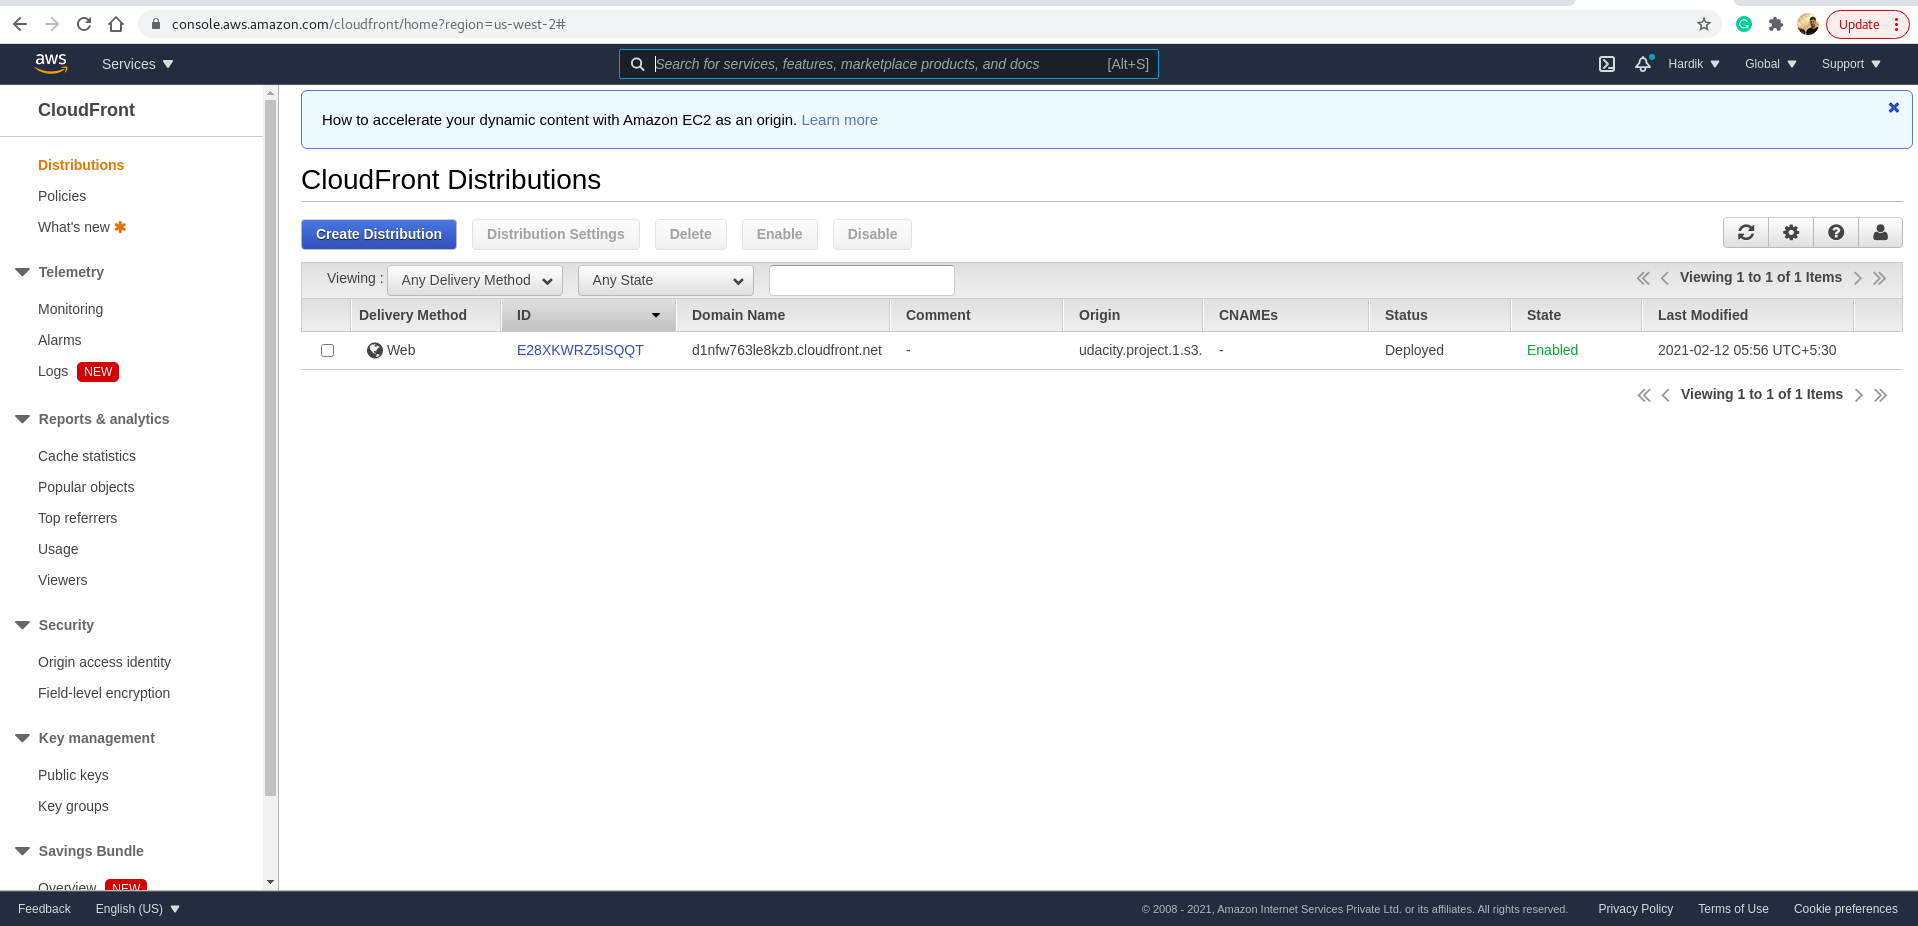 console.aws.amazon.com/cloudfront/home?region=us-west-2#
Update
aws
Services
Search for services, features, marketplace products, and docs [Alt+S]
Hardik
Global
Support
CloudFront
Distributions
Policies
What's new
Telemetry
Monitoring
Alarms
Logs NEW
Reports & analytics
Cache statistics
Popular objects
Top referrers
Usage
Viewers
Security
Origin access identity
Field-level encryption
Key management
Public keys
Key groups
Savings Bundle
Overview NEW
How to accelerate your dynamic content with Amazon EC2 as an origin. Learn more
CloudFront Distributions
Create Distribution Distribution Settings Delete Enable Disable
Viewing : Any Delivery Method Any State Viewing 1 to 1 of 1 Items
Delivery Method ID Domain Name Comment Origin CNAMEs Status State Last Modified
Web E28XKWRZ5ISQQT d1nfw763le8kzb.cloudfront.net - udacity.project.1.s3. - Deployed Enabled 2021-02-12 05:56 UTC+5:30
Viewing 1 to 1 of 1 Items
Feedback English (US) © 2008 - 2021, Amazon Internet Services Private Ltd. or its affiliates. All rights reserved. Privacy Policy Terms of Use Cookie preferences